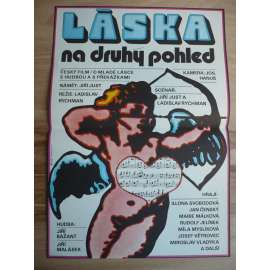 LÁSKA
na druhý pohled
ČESKÝ FILM / O MLADÉ LÁSCE
S HUDBOU A S PŘEKÁŽKAMI
NÁMĚT: JIŘÍ JUST
REŽIE: LADISLAV
RYCHMAN
KAMERA: JOS.
HANUŠ
SCÉNÁŘ:
JIŘÍ JUST A
LADISLAV RYCHMAN
HUDBA:
JIŘÍ
BAŽANT
JIŘÍ
MALÁSEK
HRAJÍ:
ILONA SVOBODOVÁ
JAN ČENSKÝ
MARIE MÁLKOVÁ
RUDOLF JELÍNEK
MÍLA MYSLÍKOVÁ
JOSEF VĚTROVEC
MIROSLAV VLADYKA
A DALŠÍ